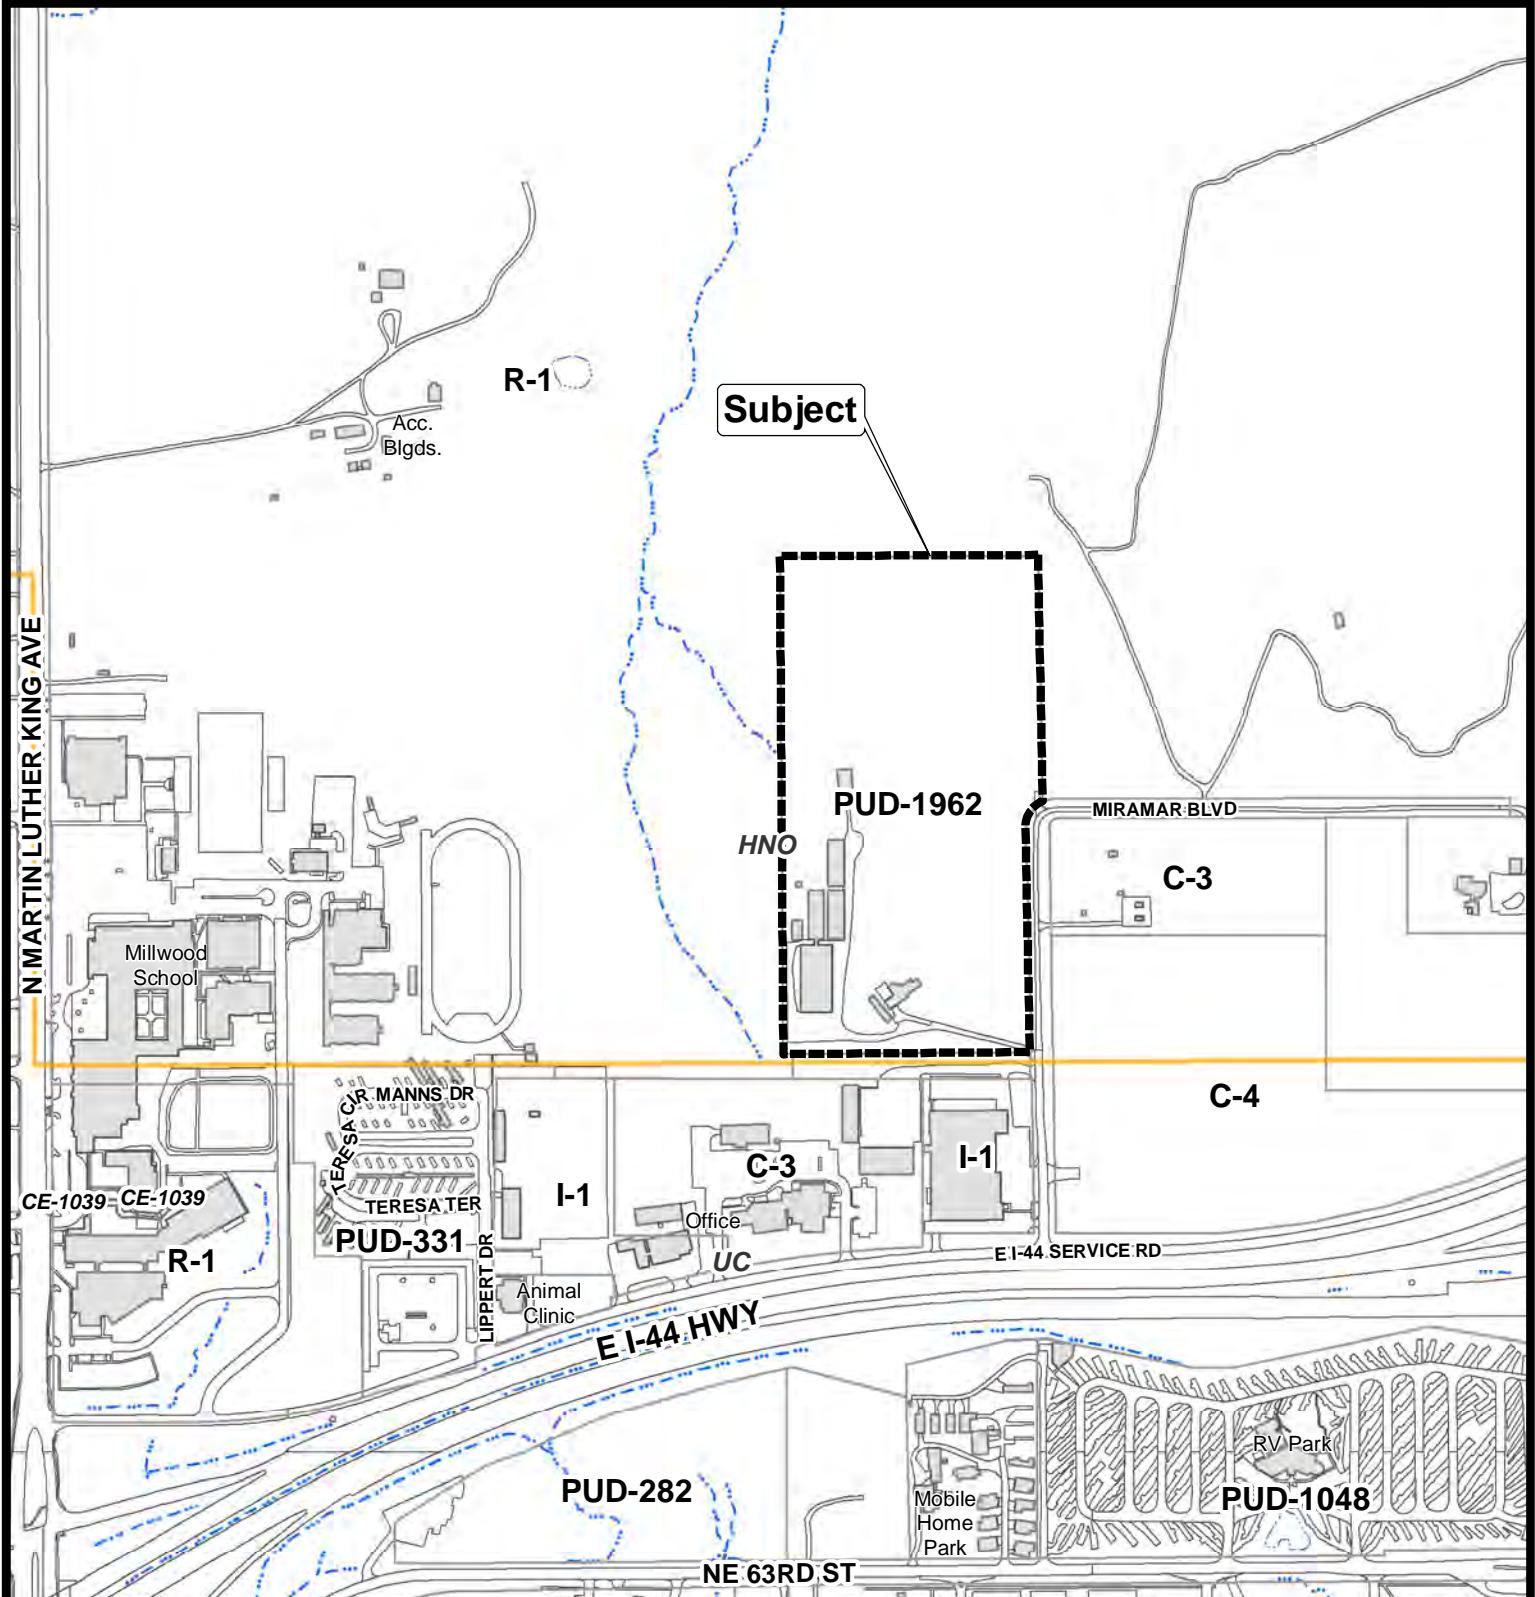 R-1
Subject
Acc.
Blgds.
N MARTIN LUTHER KING AVE
PUD-1962
MIRAMAR BLVD
HNO
C-3
Millwood
School
C-4
MANNS DR
TERESA CIR
C-3
I-1
I-1
CE-1039
CE-1039
TERESA TER
Office
PUD-331
R-1
UC
E I-44 SERVICE RD
LIPPERT DR
Animal
Clinic
E I-44 HWY
RV Park
PUD-282
Mobile
Home
Park
PUD-1048
NE 63RD ST